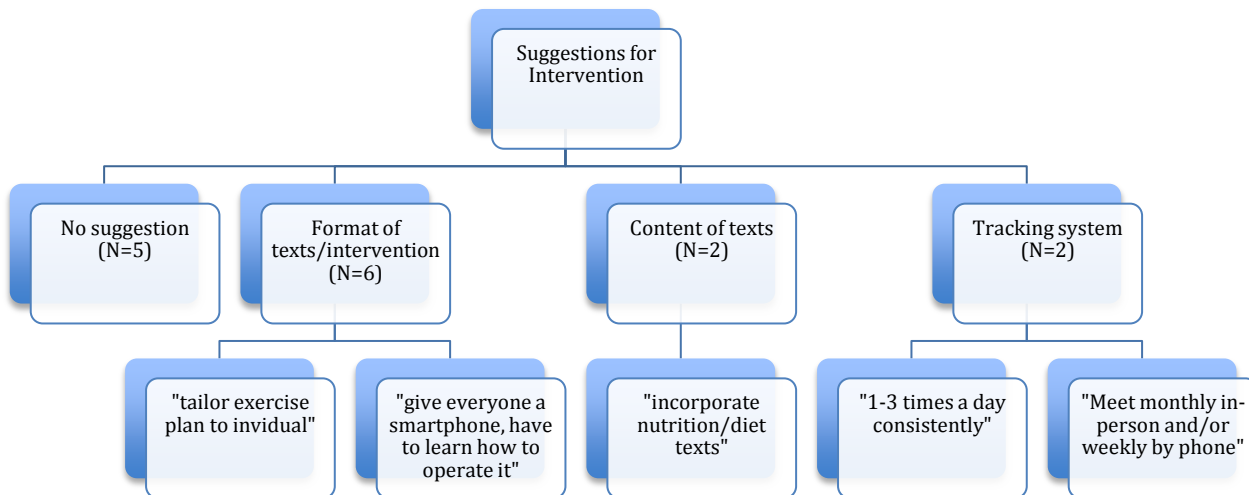 Suggestions for
Intervention
No suggestion
(N=5)
Format of
texts/intervention
(N=6)
Content of texts
(N=2)
Tracking system
(N=2)
"tailor exercise
plan to invidual"
"give everyone a
smartphone, have
to learn how to
operate it"
"incorporate
nutrition/diet
texts"
"1-3 times a day
consistently"
"Meet monthly in-
person and/or
weekly by phone"